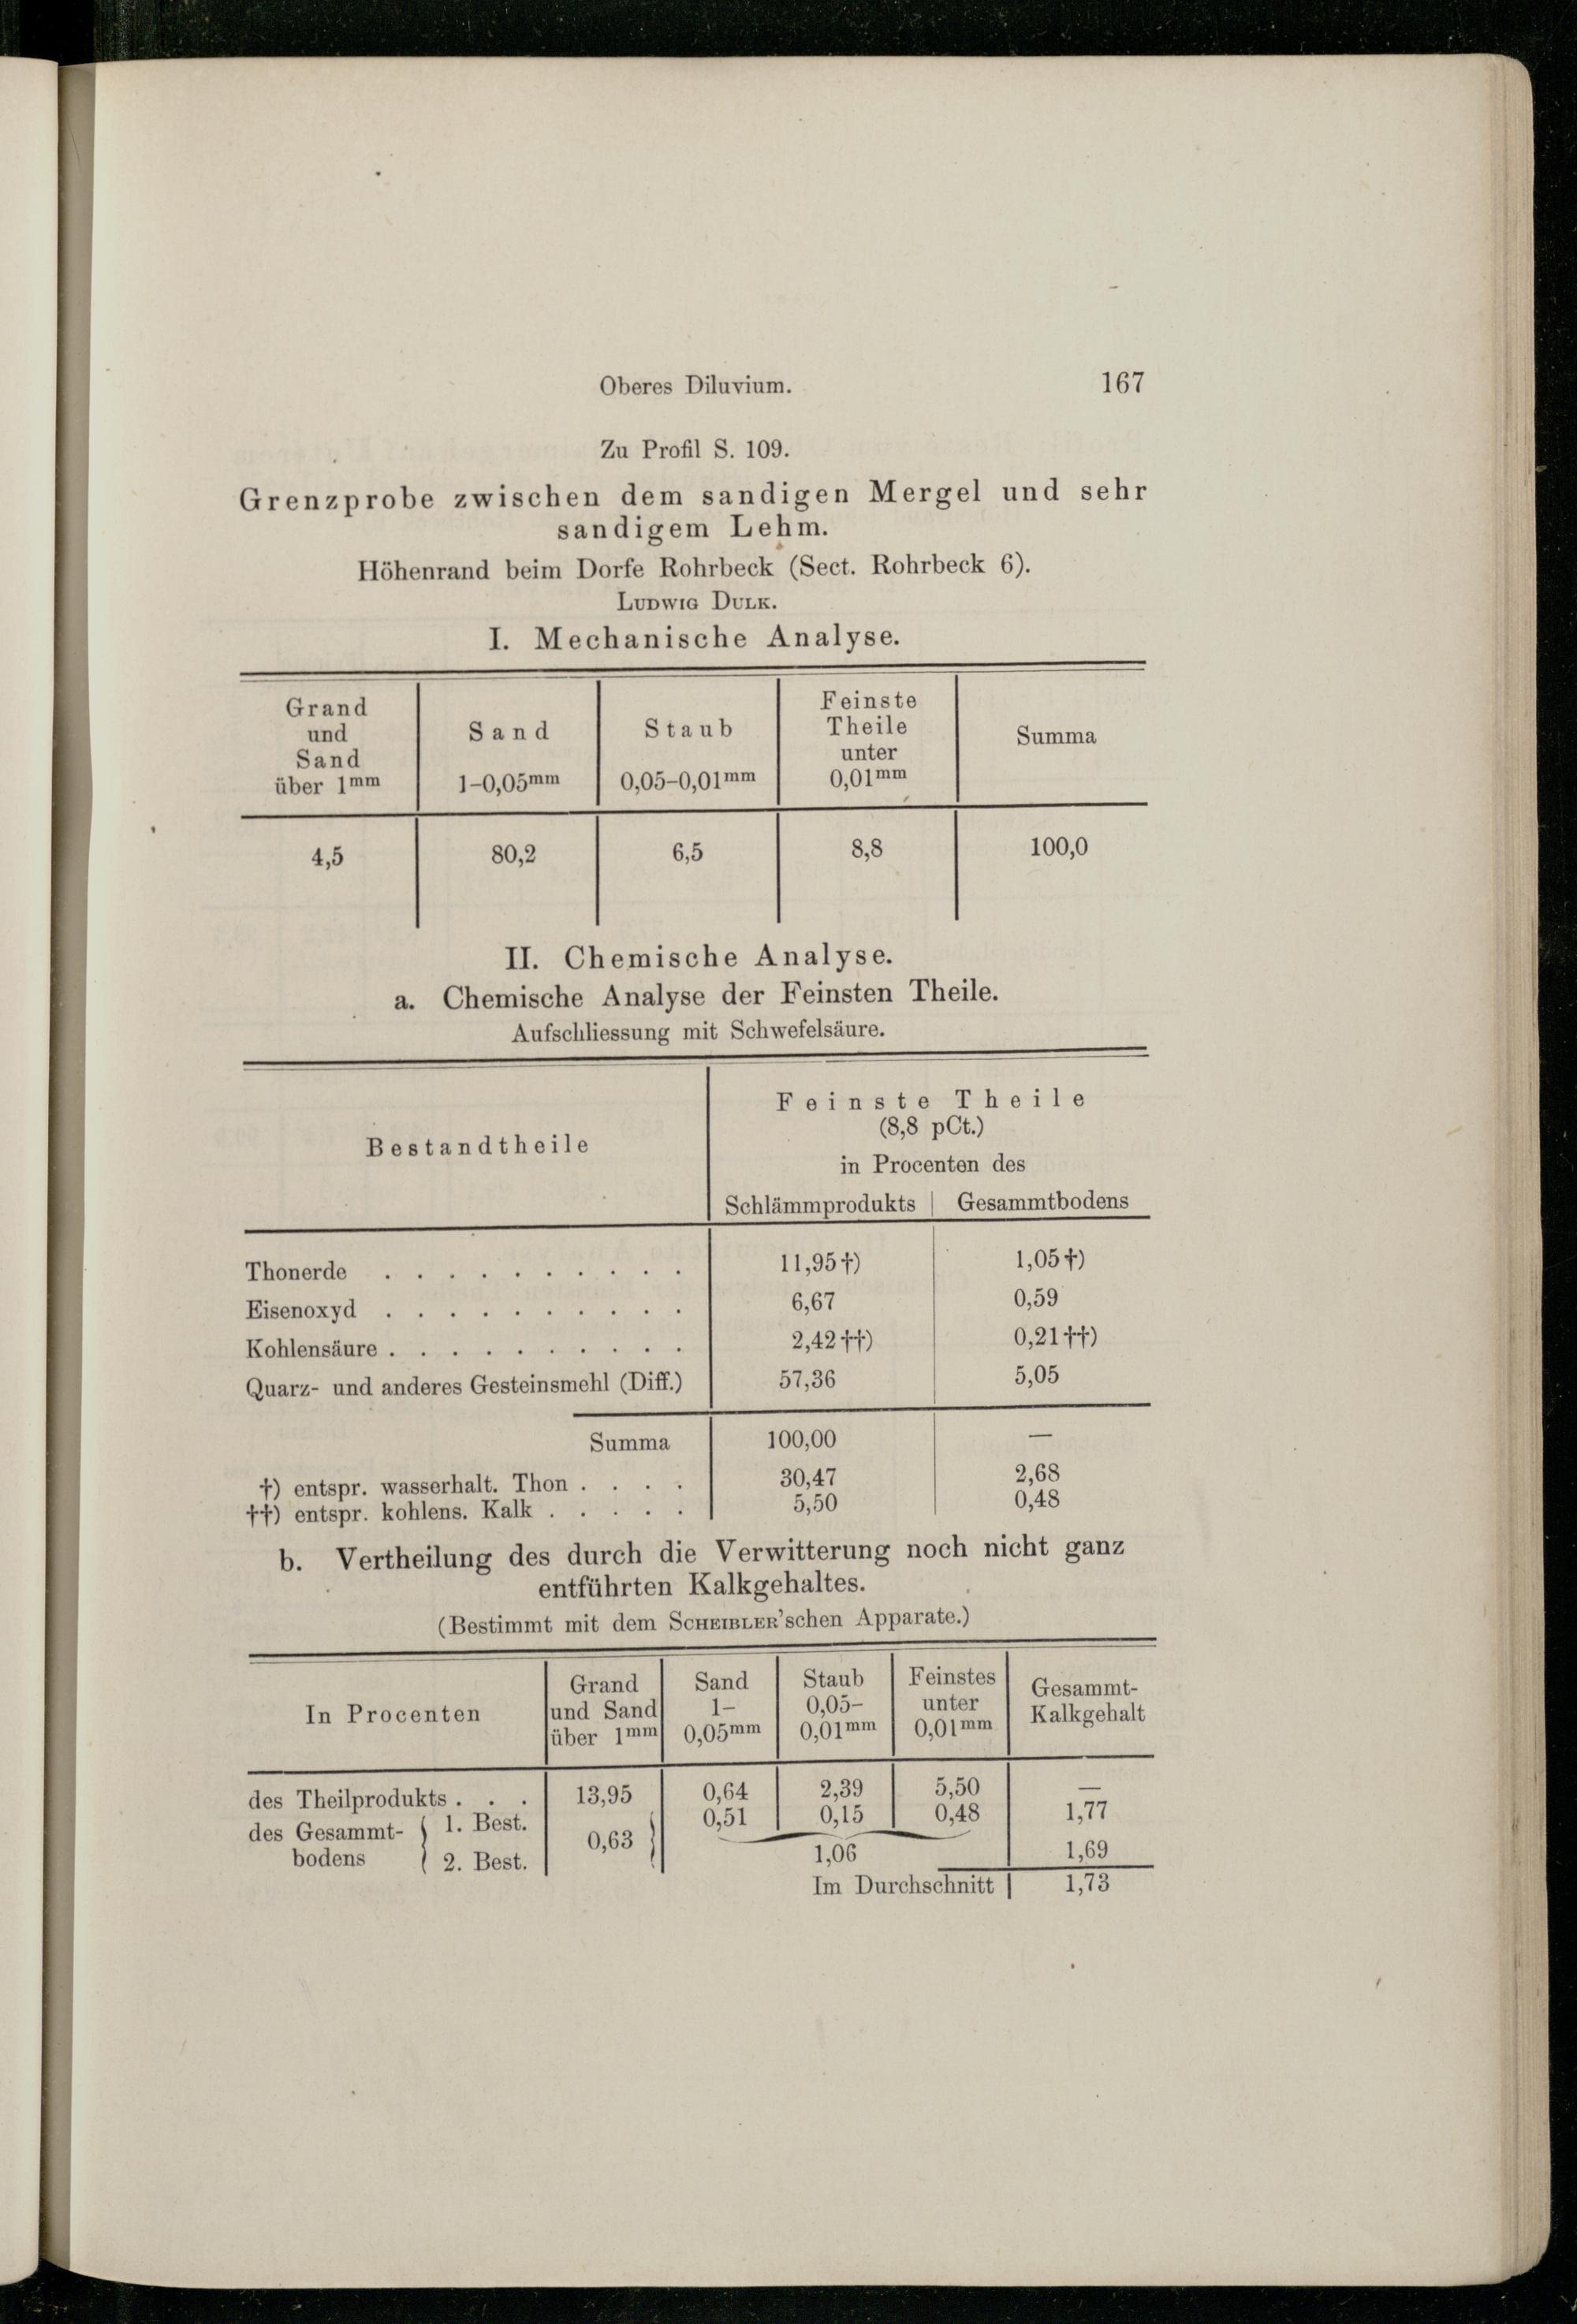 Oberes Diluvium. 167
Zu Profil S. 109.
Grenzprobe zwischen dem sandigen Mergel und sehr
sandigem Lehm.
Höhenrand beim Dorfe Rohrbeck (Sect. Rohrbeck 6).
Ludwig Dulk.
I. Mechanische Analyse.
Grand und Sand über 1mm | Sand 1-0,05mm | Staub 0,05-0,01mm | Feinste Theile unter 0,01mm | Summa
4,5 | 80,2 | 6,5 | 8,8 | 100,0
II. Chemische Analyse.
a. Chemische Analyse der Feinsten Theile.
Aufschliessung mit Schwefelsäure.
Bestandtheile | Feinste Theile
(8,8 pCt.)
in Procenten des
Schlämmprodukts | Gesammtbodens
Thonerde . . . . . . . . . . 11,95†) 1,05†)
Eisenoxyd . . . . . . . . . . 6,67 0,59
Kohlensäure . . . . . . . . . . 2,42††) 0,21††)
Quarz- und anderes Gesteinsmehl (Diff.) 57,36 5,05
Summa 100,00 —
†) entspr. wasserhalt. Thon . . . . 30,47 2,68
††) entspr. kohlens. Kalk . . . . . 5,50 0,48
b. Vertheilung des durch die Verwitterung noch nicht ganz
entführten Kalkgehaltes.
(Bestimmt mit dem Scheibler'schen Apparate.)
In Procenten | Grand und Sand über 1mm | Sand 1-0,05mm | Staub 0,05-0,01mm | Feinstes unter 0,01mm | Gesammt-Kalkgehalt
des Theilprodukts . . . 13,95 0,64 2,39 5,50 —
des Gesammt-bodens { 1. Best. 0,63 } 0,51 0,15 0,48 1,77
2. Best. 1,06 1,69
Im Durchschnitt | 1,73